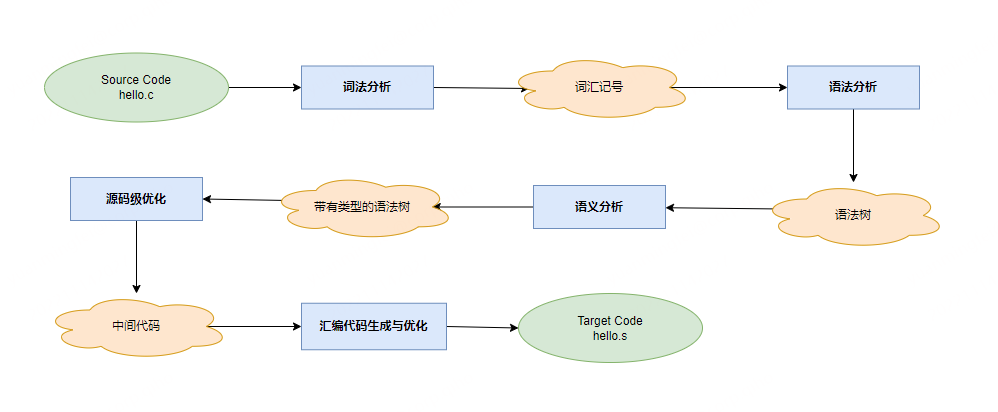 Source Code
hello.c
词法分析
词汇记号
语法分析
语法树
语义分析
带有类型的语法树
源码级优化
中间代码
汇编代码生成与优化
Target Code
hello.s